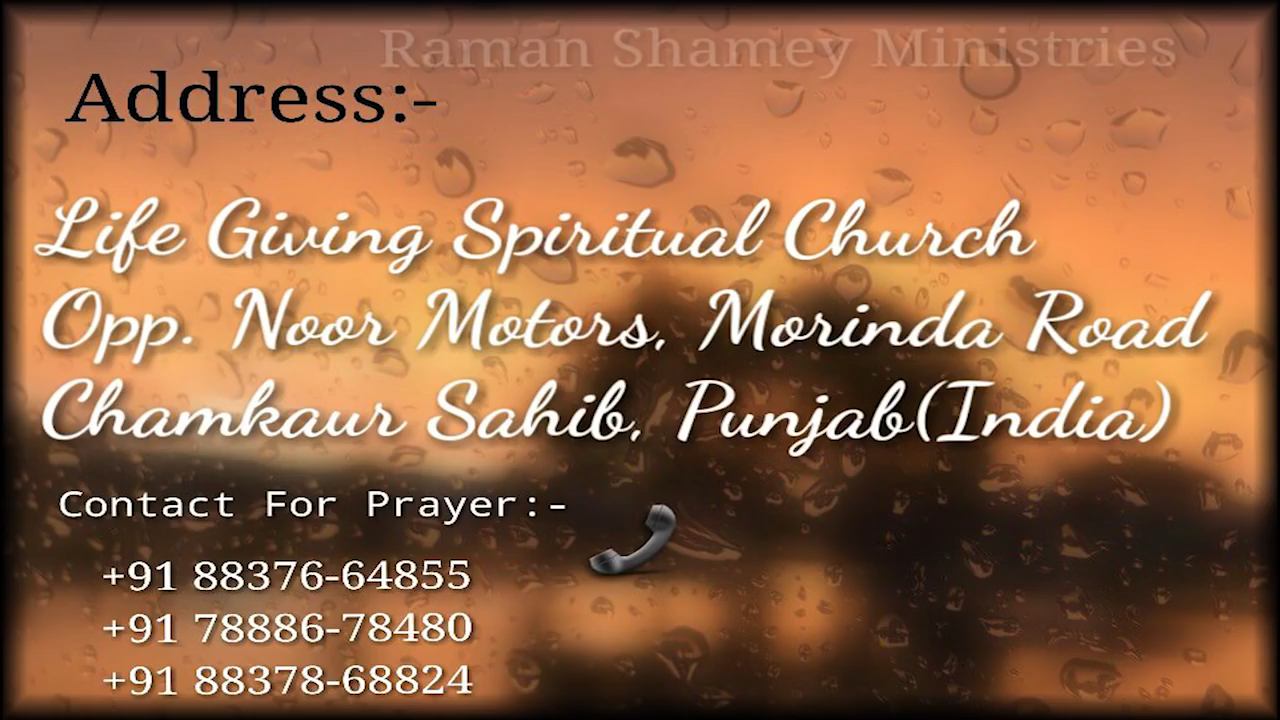 Raman Shamey Ministries
Address:-
Life Giving Spiritual Church
Opp. Noor Motors, Morinda Road
Chamkaur Sahib, Punjab(India)
Contact For Prayer:-
+91 88376-64855
+91 78886-78480
+91 88378-68824